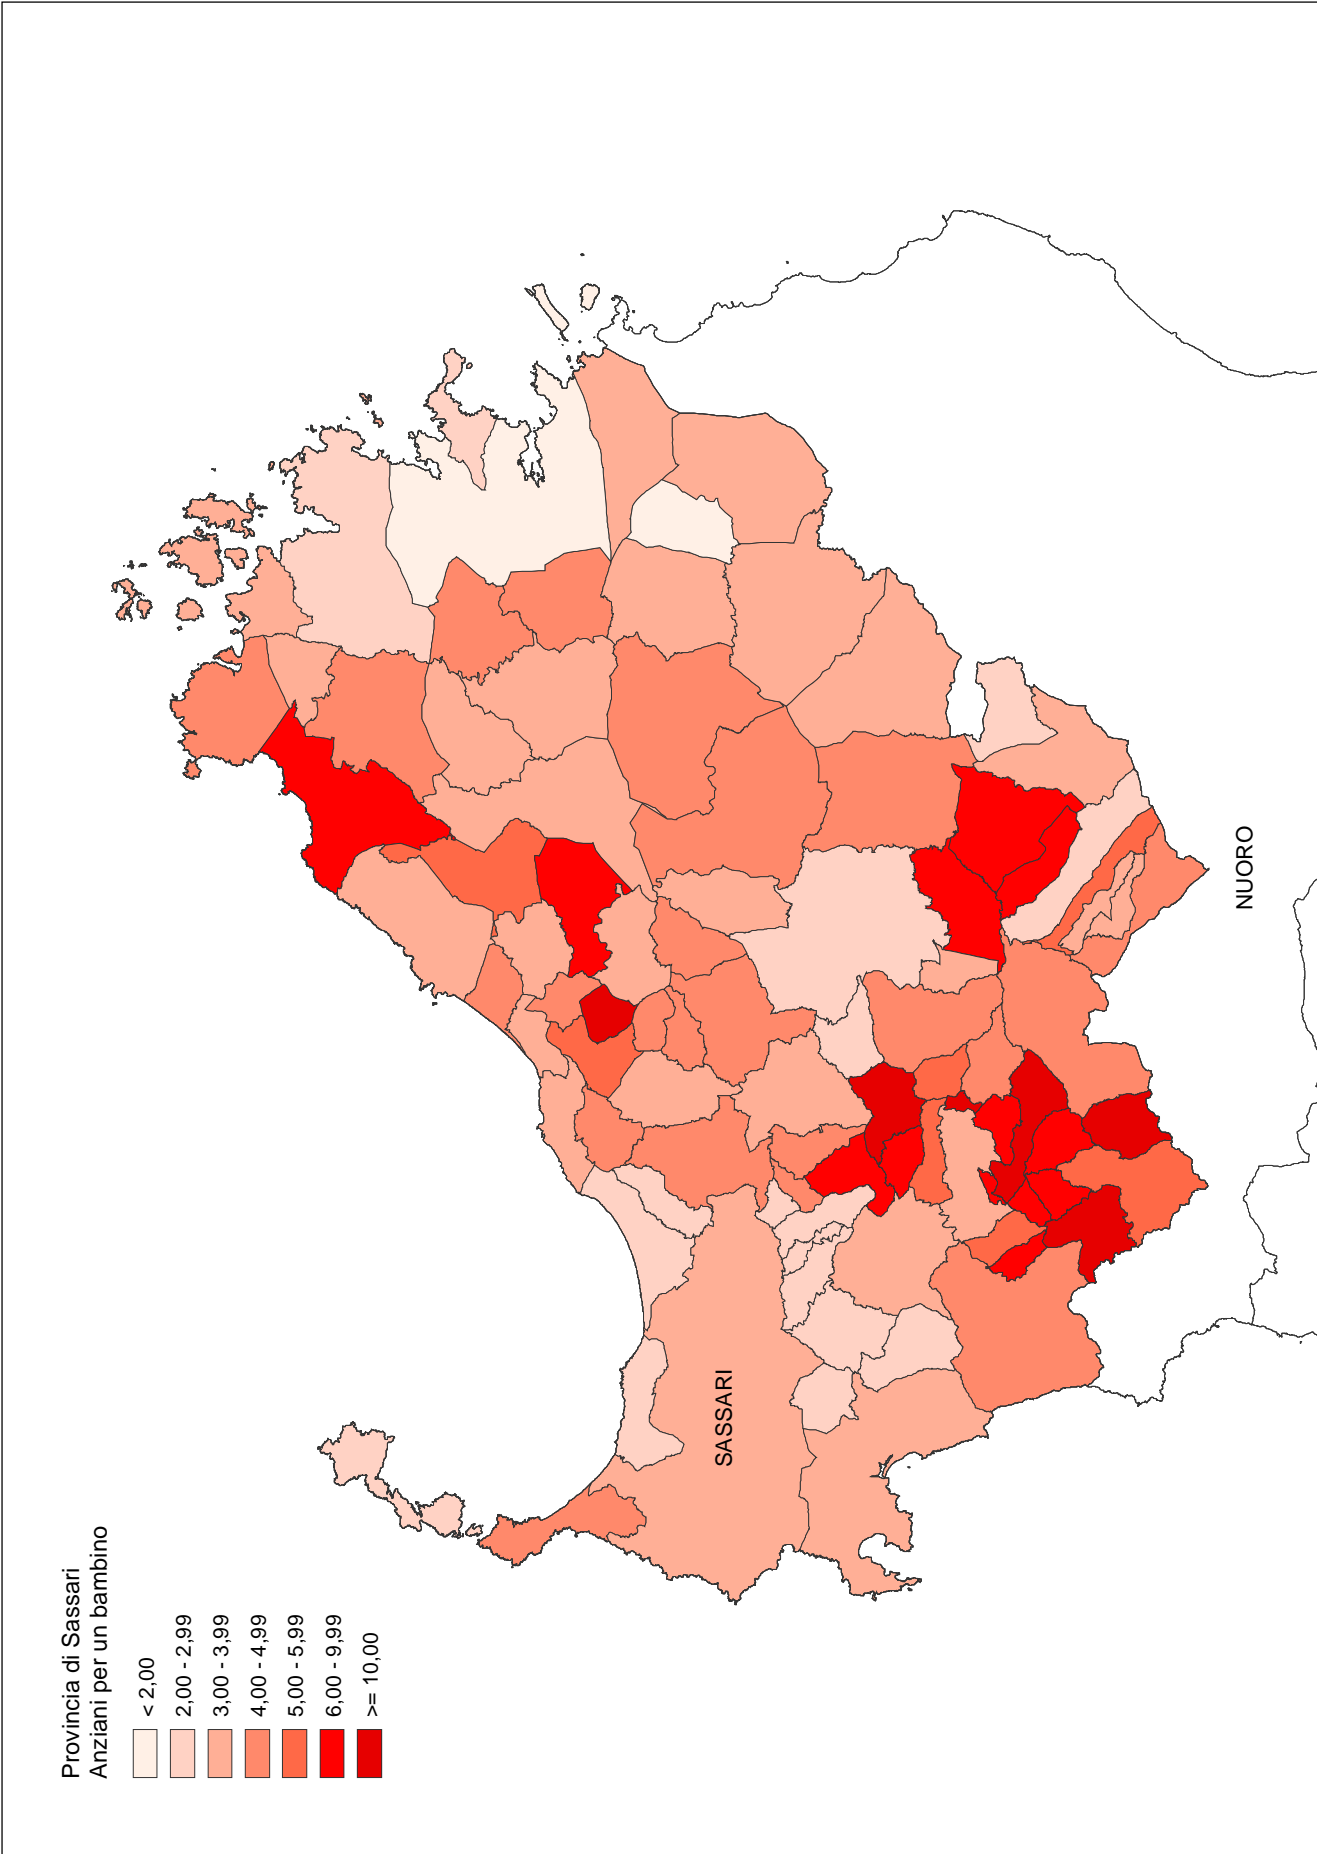 Provincia di Sassari
Anziani per un bambino
< 2,00
2,00 - 2,99
3,00 - 3,99
4,00 - 4,99
5,00 - 5,99
6,00 - 9,99
>= 10,00
SASSARI
NUORO